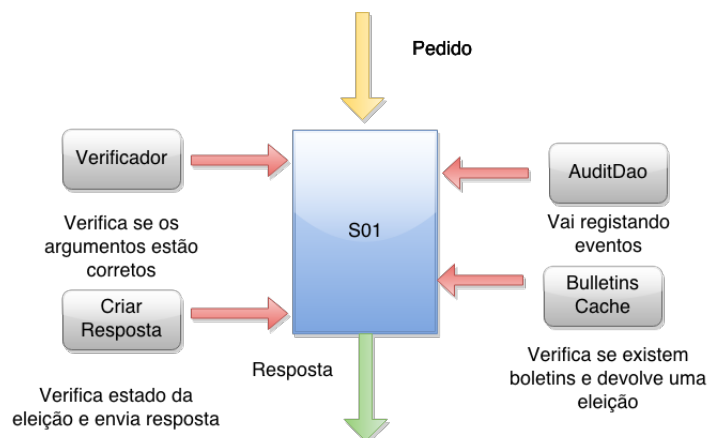 Pedido
Verificador
Verifica se os
argumentos estão
corretos
Criar
Resposta
Verifica estado da
eleição e envia resposta
S01
Resposta
AuditDao
Vai registando
eventos
Bulletins
Cache
Verifica se existem
boletins e devolve uma
eleição